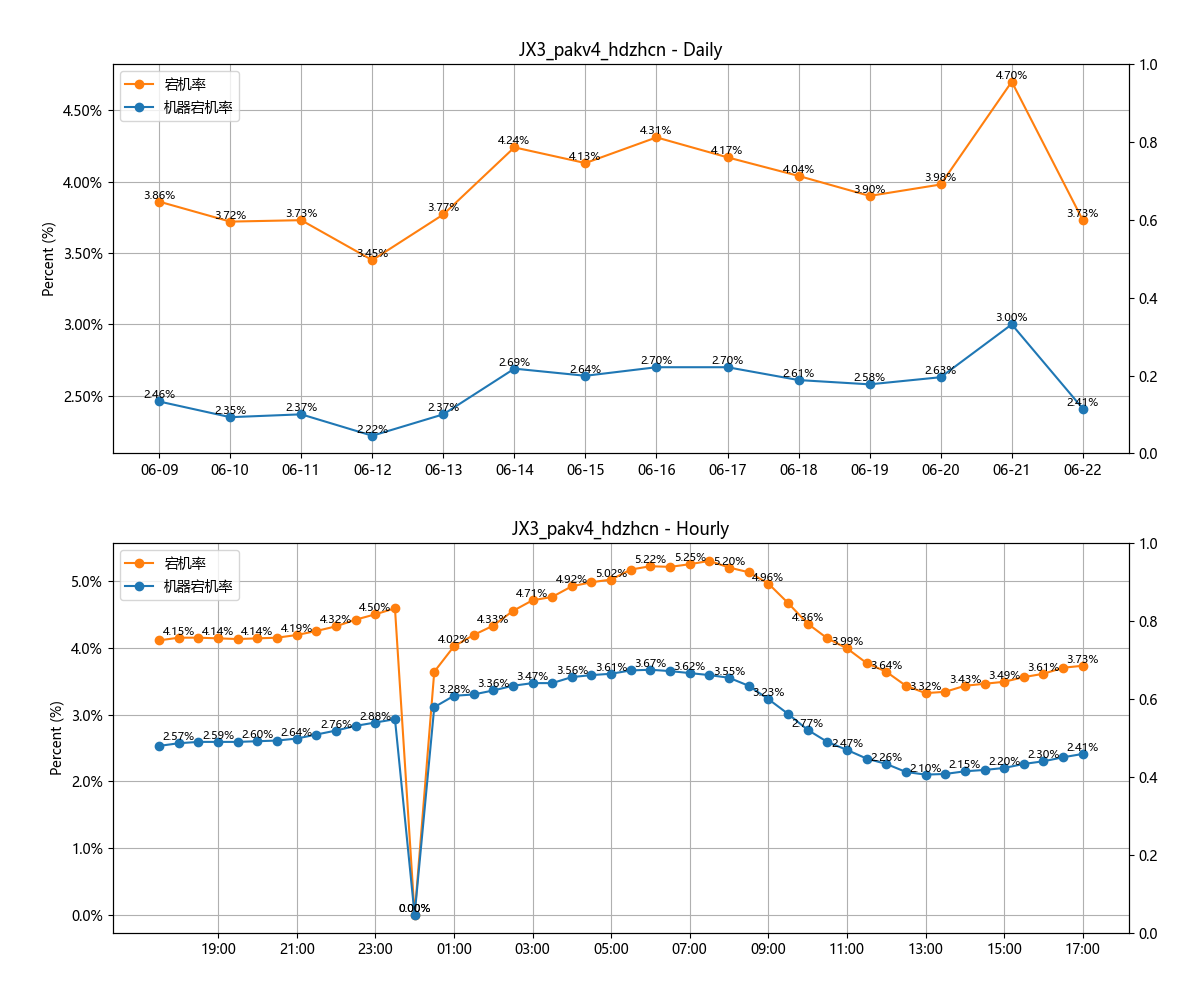 JX3_pakv4_hdzhcn - Daily
宕机率
机器宕机率
Percent (%)
4.50%
4.00%
3.50%
3.00%
2.50%
1.0
0.8
0.6
0.4
0.2
0.0
3.86% 3.72% 3.73% 3.45% 3.77% 4.24% 4.13% 4.31% 4.17% 4.04% 3.90% 3.98% 4.70% 3.73%
2.46% 2.35% 2.37% 2.22% 2.37% 2.69% 2.64% 2.70% 2.70% 2.61% 2.58% 2.63% 3.00% 2.41%
06-09 06-10 06-11 06-12 06-13 06-14 06-15 06-16 06-17 06-18 06-19 06-20 06-21 06-22
JX3_pakv4_hdzhcn - Hourly
宕机率
机器宕机率
Percent (%)
5.0%
4.0%
3.0%
2.0%
1.0%
0.0%
1.0
0.8
0.6
0.4
0.2
0.0
4.15% 4.14% 4.14% 4.19% 4.32% 4.50% 0.00% 4.02% 4.33% 4.71% 4.92% 5.02% 5.22% 5.25% 5.20% 4.96% 4.36% 3.99% 3.64% 3.32% 3.43% 3.49% 3.61% 3.73%
2.57% 2.59% 2.60% 2.64% 2.76% 2.88% 0.00% 3.28% 3.36% 3.47% 3.56% 3.61% 3.67% 3.62% 3.55% 3.23% 2.77% 2.47% 2.26% 2.10% 2.15% 2.20% 2.30% 2.41%
19:00 21:00 23:00 01:00 03:00 05:00 07:00 09:00 11:00 13:00 15:00 17:00